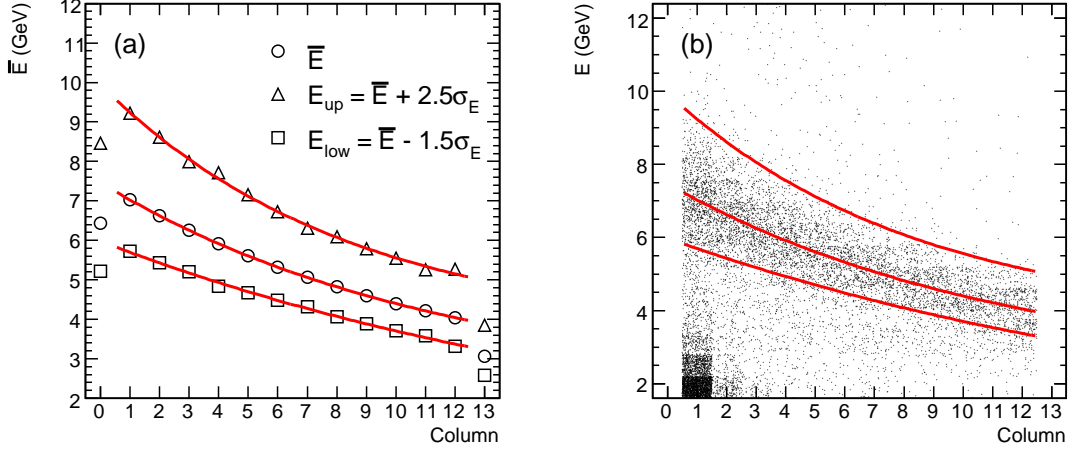 12
11
10
9
8
7
6
5
4
3
2
E̅ (GeV)
(a)
E̅
E_up = E̅ + 2.5σ_E
E_low = E̅ - 1.5σ_E
0 1 2 3 4 5 6 7 8 9 10 11 12 13
Column
12
10
8
6
4
2
E (GeV)
(b)
0 1 2 3 4 5 6 7 8 9 10 11 12 13
Column